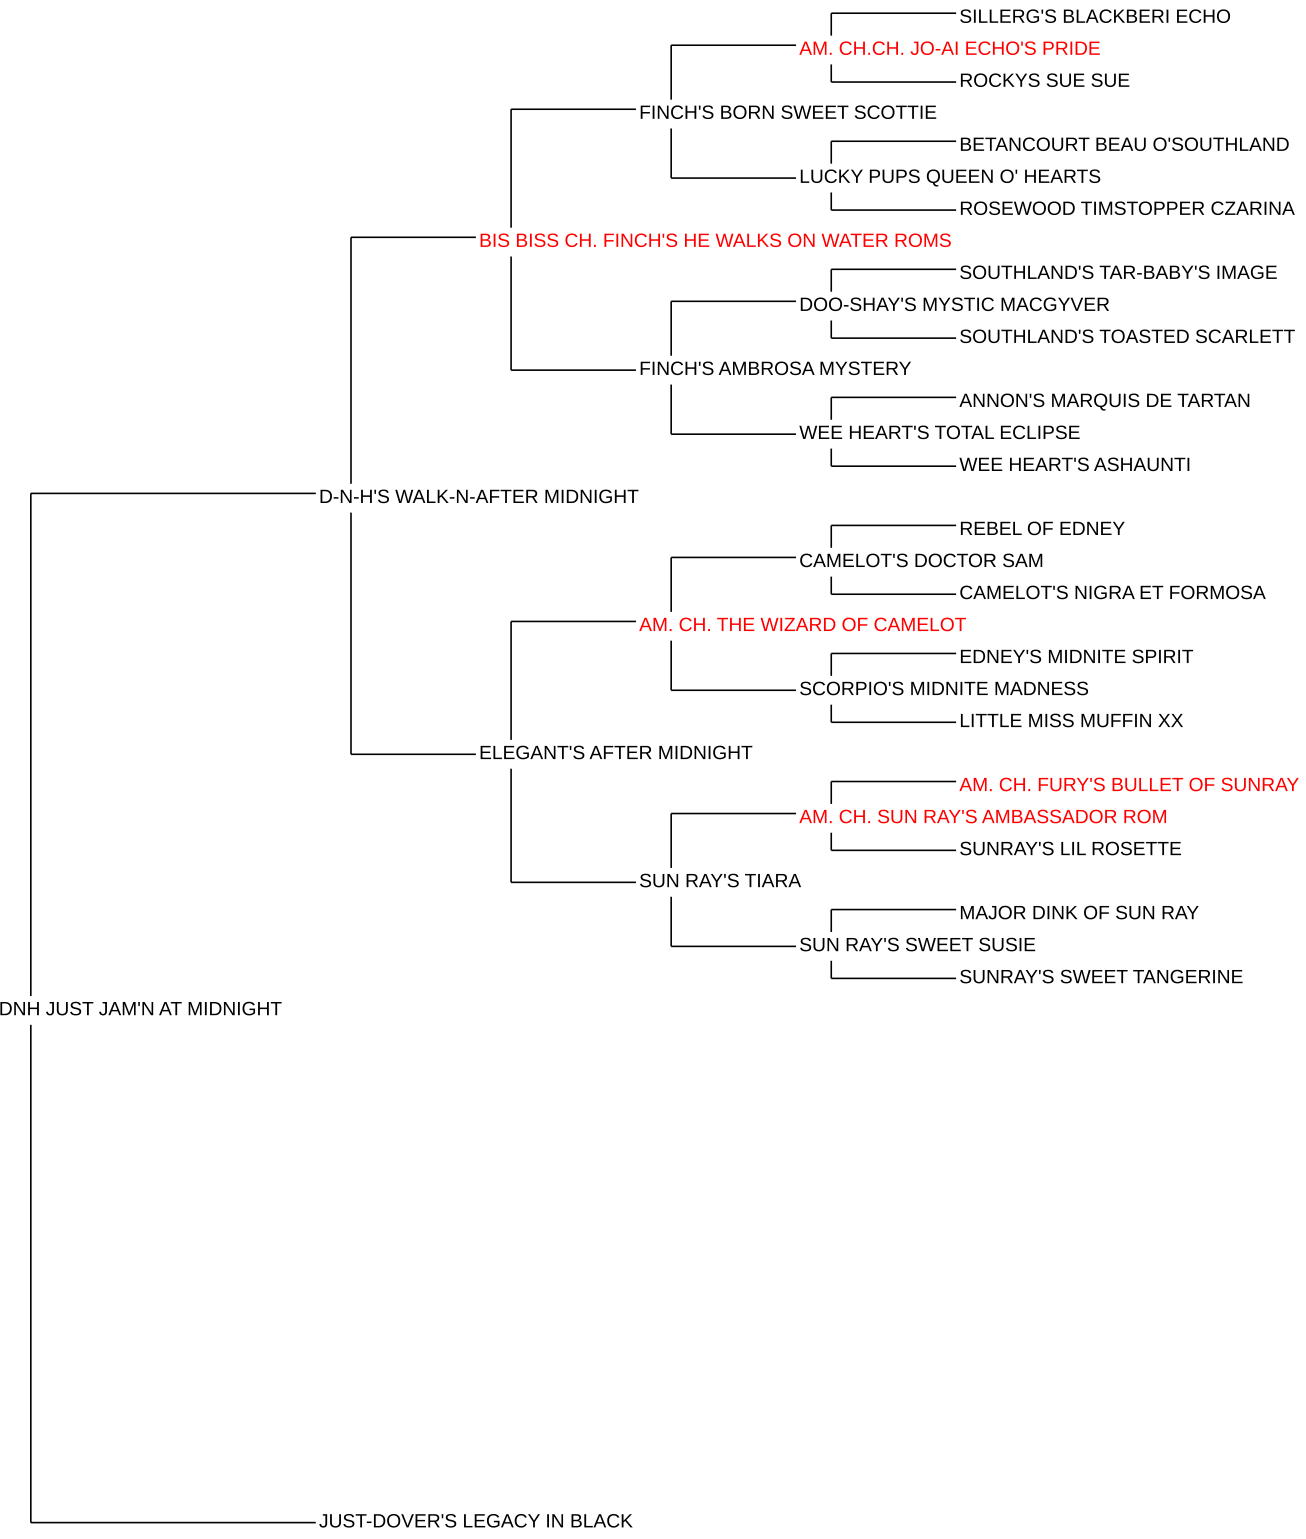 SILLERG'S BLACKBERI ECHO
AM. CH.CH. JO-AI ECHO'S PRIDE
ROCKYS SUE SUE
FINCH'S BORN SWEET SCOTTIE
BETANCOURT BEAU O'SOUTHLAND
LUCKY PUPS QUEEN O' HEARTS
ROSEWOOD TIMSTOPPER CZARINA
BIS BISS CH. FINCH'S HE WALKS ON WATER ROMS
SOUTHLAND'S TAR-BABY'S IMAGE
DOO-SHAY'S MYSTIC MACGYVER
SOUTHLAND'S TOASTED SCARLETT
FINCH'S AMBROSA MYSTERY
ANNON'S MARQUIS DE TARTAN
WEE HEART'S TOTAL ECLIPSE
WEE HEART'S ASHAUNTI
D-N-H'S WALK-N-AFTER MIDNIGHT
REBEL OF EDNEY
CAMELOT'S DOCTOR SAM
CAMELOT'S NIGRA ET FORMOSA
AM. CH. THE WIZARD OF CAMELOT
EDNEY'S MIDNITE SPIRIT
SCORPIO'S MIDNITE MADNESS
LITTLE MISS MUFFIN XX
ELEGANT'S AFTER MIDNIGHT
AM. CH. FURY'S BULLET OF SUNRAY
AM. CH. SUN RAY'S AMBASSADOR ROM
SUNRAY'S LIL ROSETTE
SUN RAY'S TIARA
MAJOR DINK OF SUN RAY
SUN RAY'S SWEET SUSIE
SUNRAY'S SWEET TANGERINE
DNH JUST JAM'N AT MIDNIGHT
JUST-DOVER'S LEGACY IN BLACK